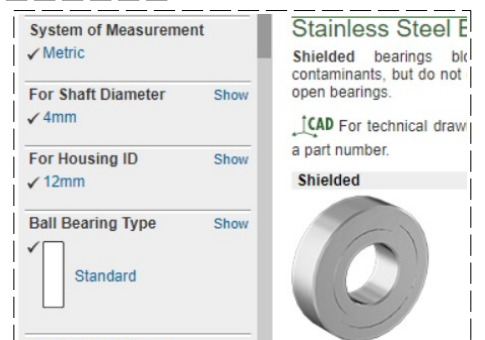 System of Measurement
✓ Metric
For Shaft Diameter Show
✓ 4mm
For Housing ID Show
✓ 12mm
Ball Bearing Type Show
✓ Standard
Stainless Steel
Shielded bearings
contaminants, but do not
open bearings.
CAD For technical draw
a part number.
Shielded